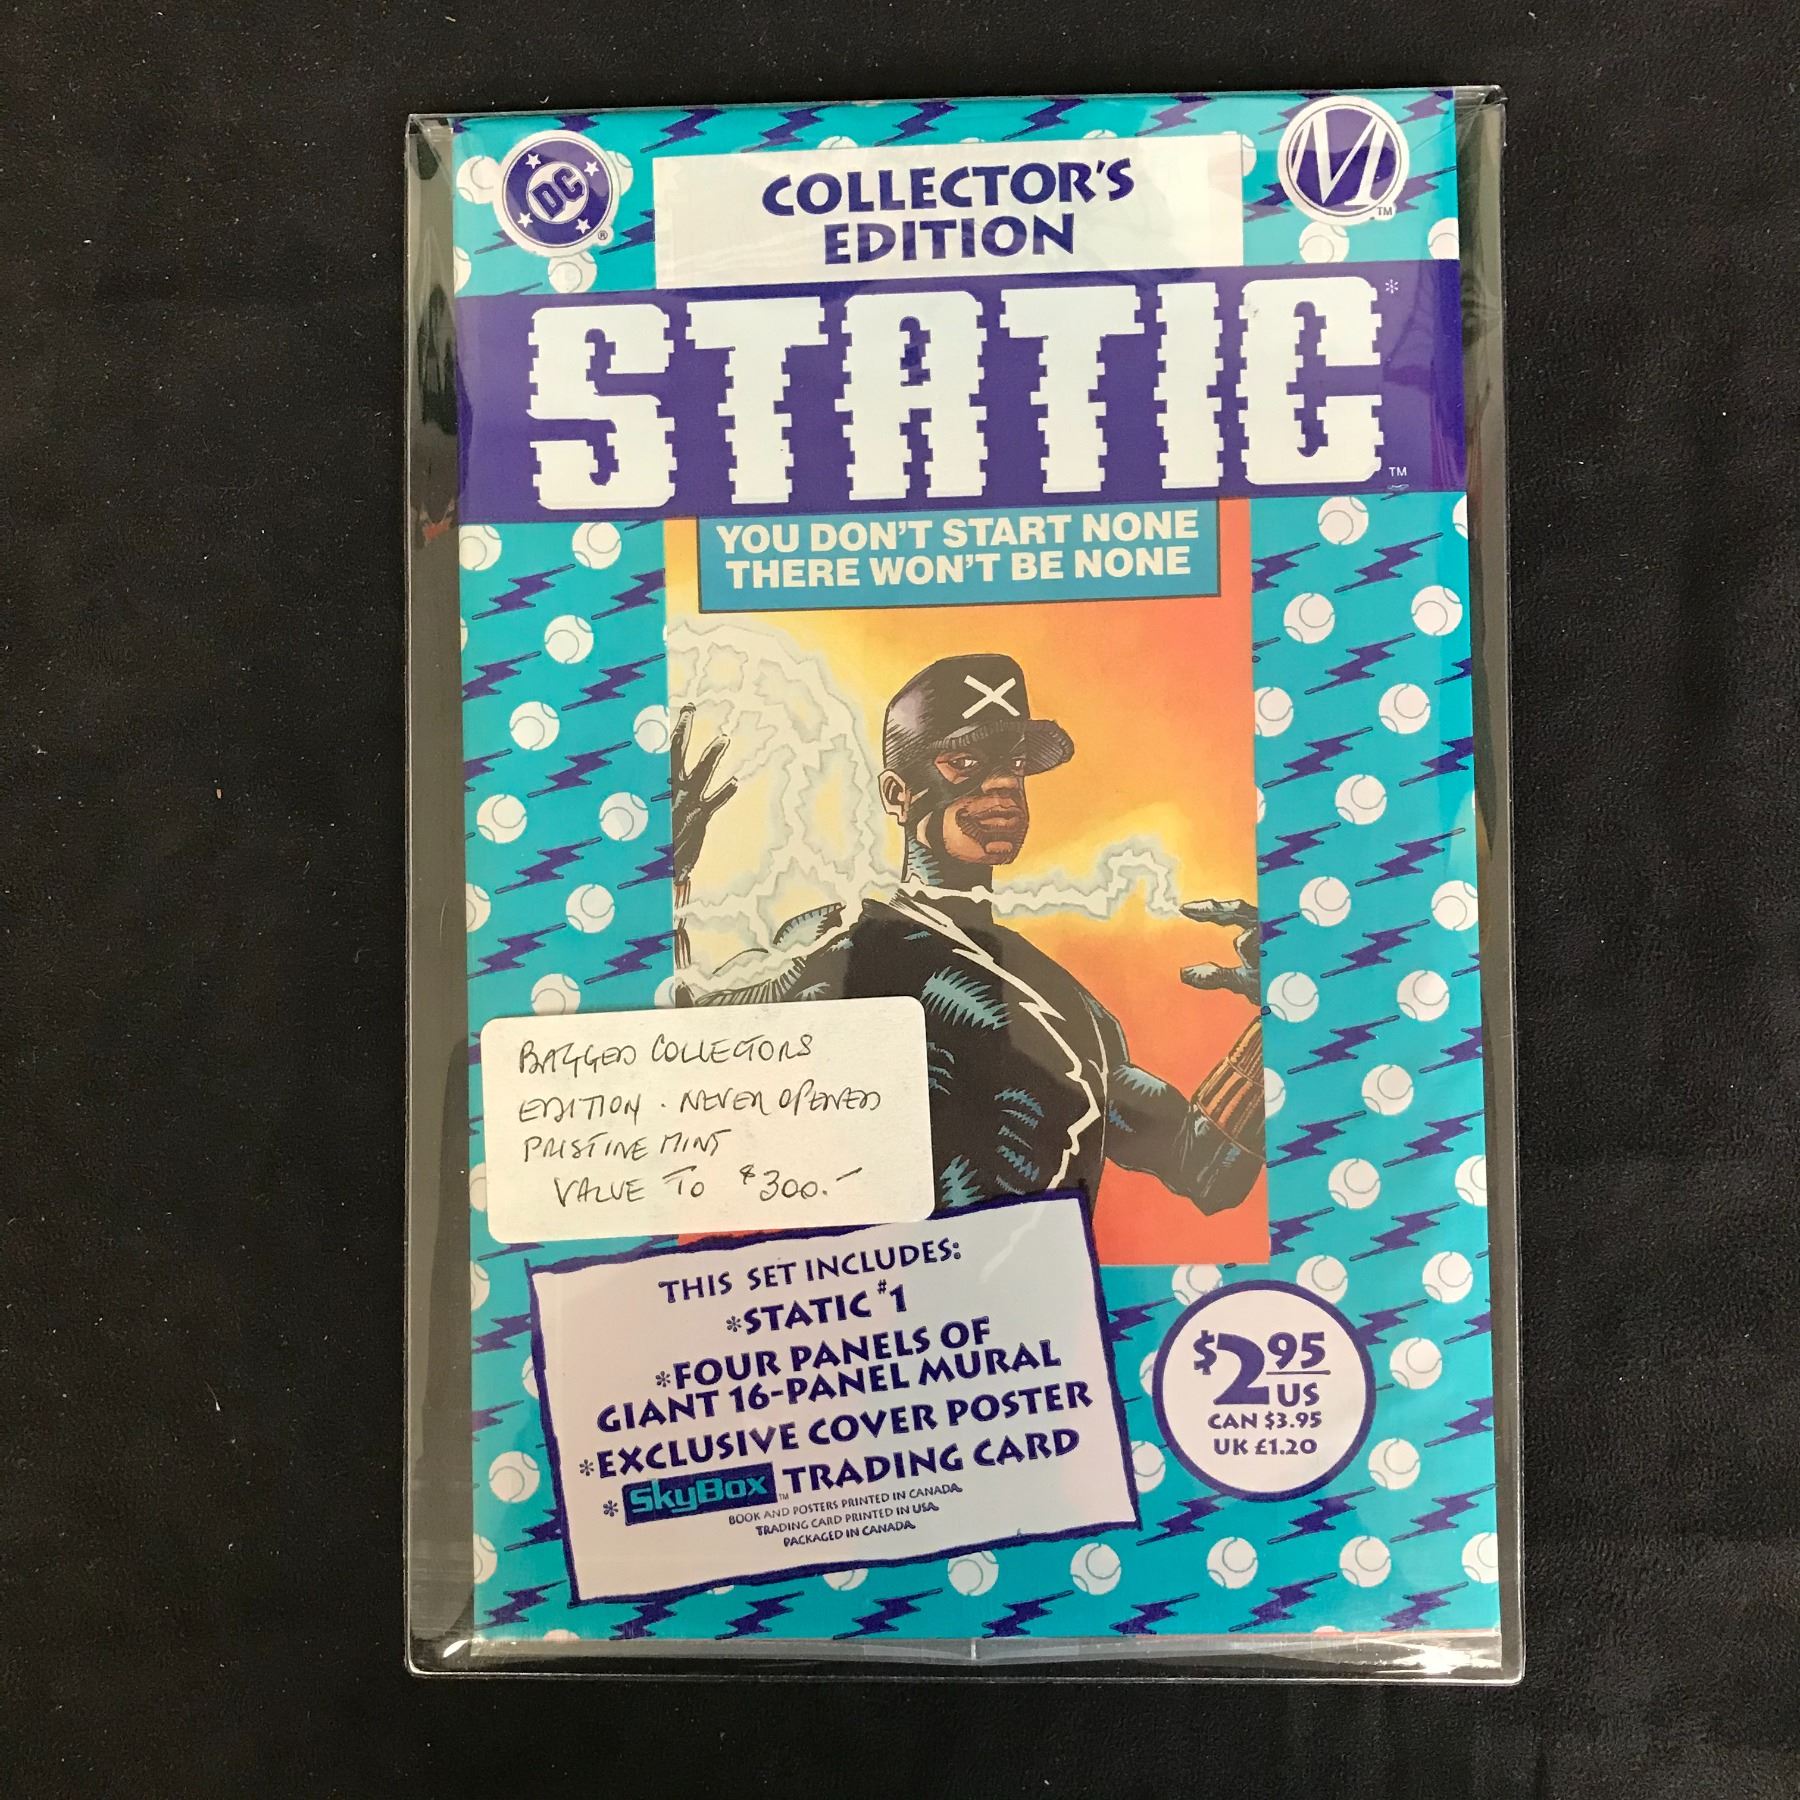 DC
®
M
TM
COLLECTOR'S
EDITION
STATIC*
TM
YOU DON'T START NONE
THERE WON'T BE NONE
X
BAGGED COLLECTORS
EDITION . NEVER OPENED
PRISTINE MINT
VALUE TO $300.-
THIS SET INCLUDES:
*STATIC #1
*FOUR PANELS OF
GIANT 16-PANEL MURAL
*EXCLUSIVE COVER POSTER
* SkyBox™ TRADING CARD
BOOK AND POSTERS PRINTED IN CANADA.
TRADING CARD PRINTED IN USA.
PACKAGED IN CANADA.
$2.95
US
CAN $3.95
UK £1.20